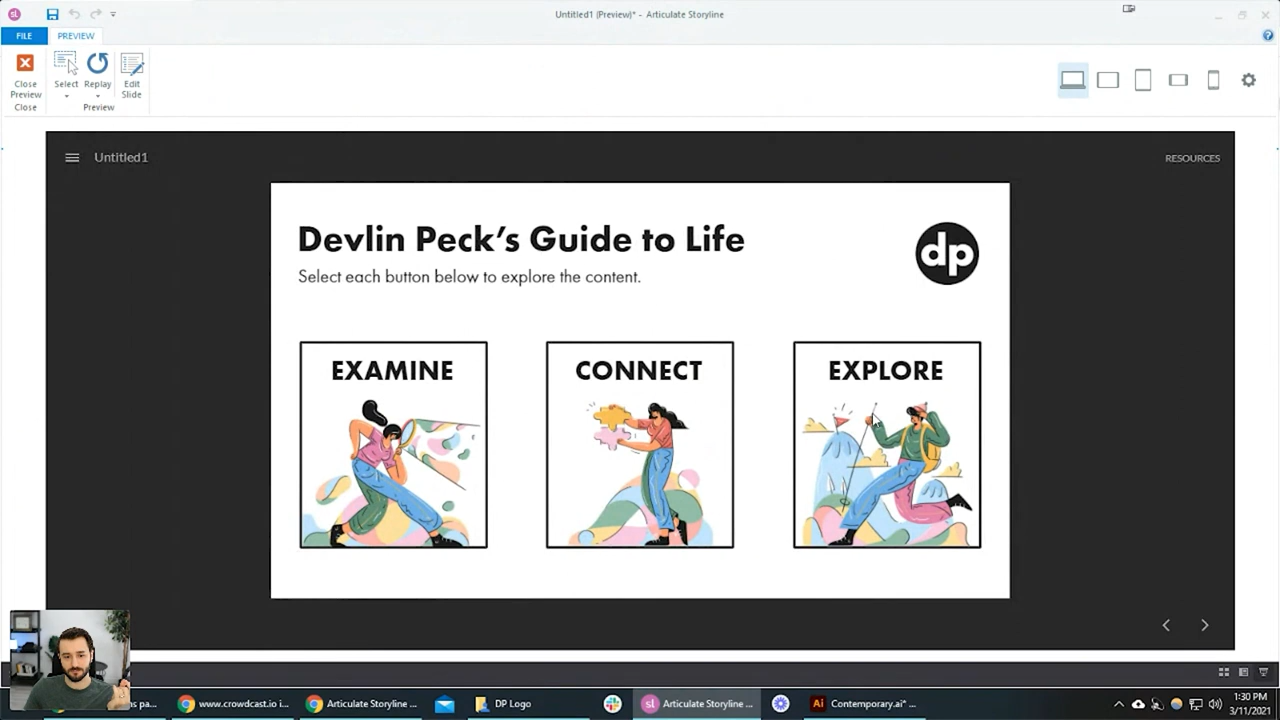 Untitled1 (Preview)* - Articulate Storyline
FILE
PREVIEW
Close Preview
Select
Replay
Edit Slide
Close
Preview
Untitled1
RESOURCES
Devlin Peck's Guide to Life
Select each button below to explore the content.
dp
EXAMINE
CONNECT
EXPLORE
www.crowdcast.io i...
Articulate Storyline ...
DP Logo
Articulate Storyline ...
Contemporary.ai* ...
1:30 PM
3/11/2021